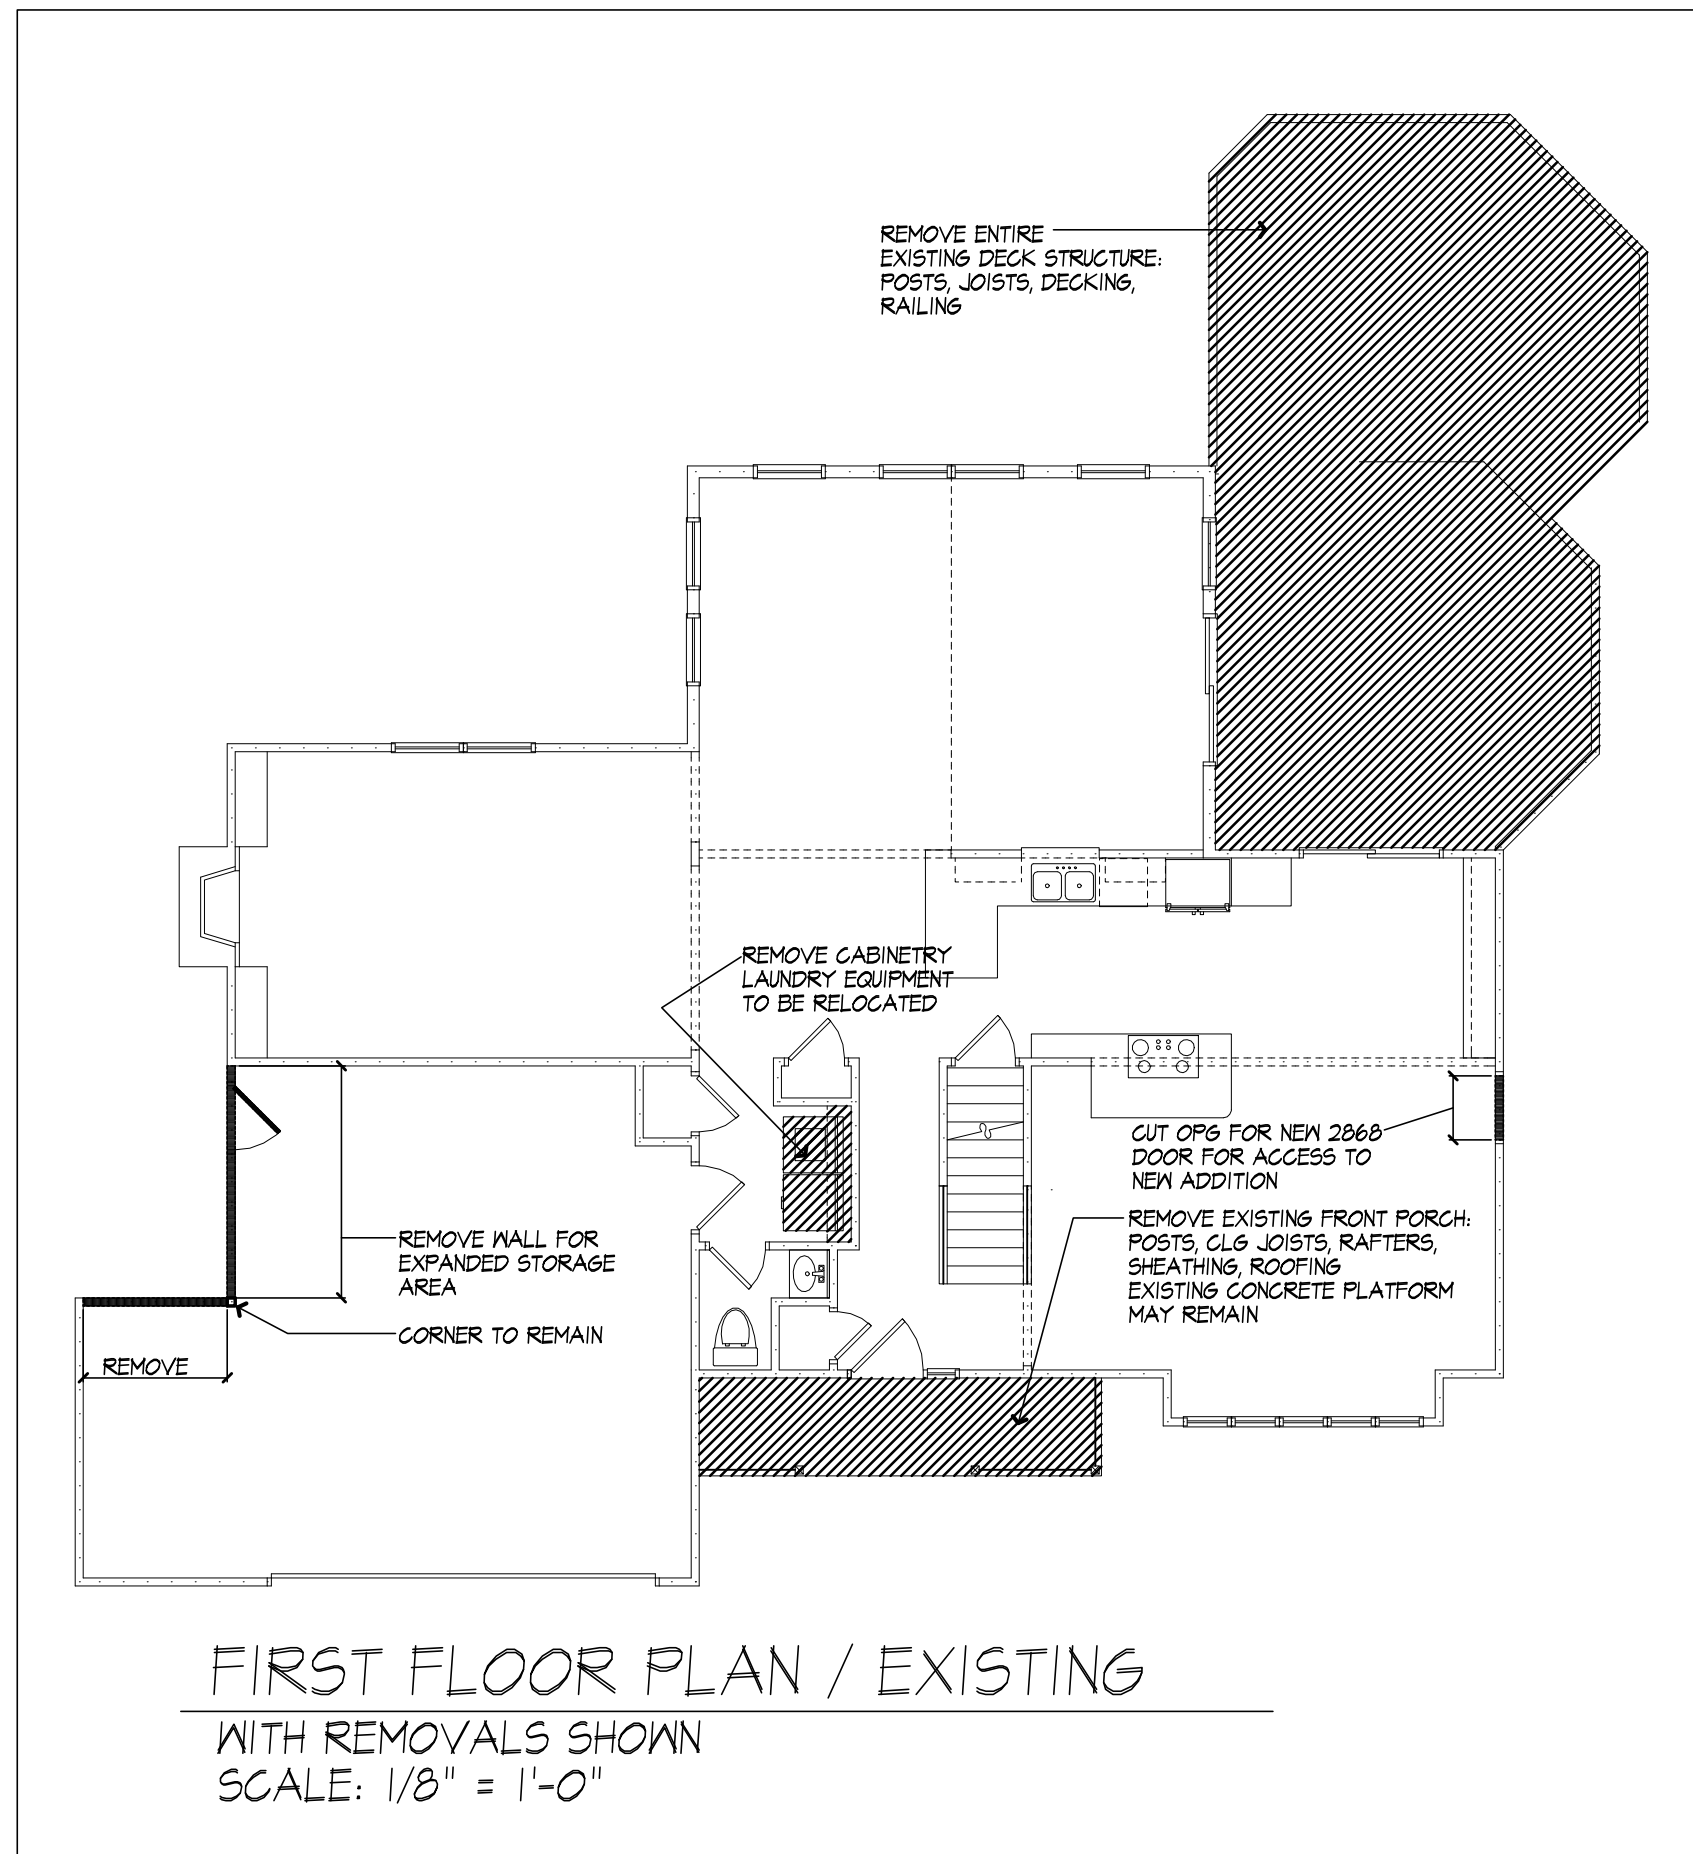 REMOVE ENTIRE
EXISTING DECK STRUCTURE:
POSTS, JOISTS, DECKING,
RAILING
REMOVE CABINETRY
LAUNDRY EQUIPMENT
TO BE RELOCATED
CUT OPG FOR NEW 2868
DOOR FOR ACCESS TO
NEW ADDITION
REMOVE EXISTING FRONT PORCH:
POSTS, CLG JOISTS, RAFTERS,
SHEATHING, ROOFING
EXISTING CONCRETE PLATFORM
MAY REMAIN
REMOVE WALL FOR
EXPANDED STORAGE
AREA
CORNER TO REMAIN
REMOVE
FIRST FLOOR PLAN / EXISTING
WITH REMOVALS SHOWN
SCALE: 1/8" = 1'-0"